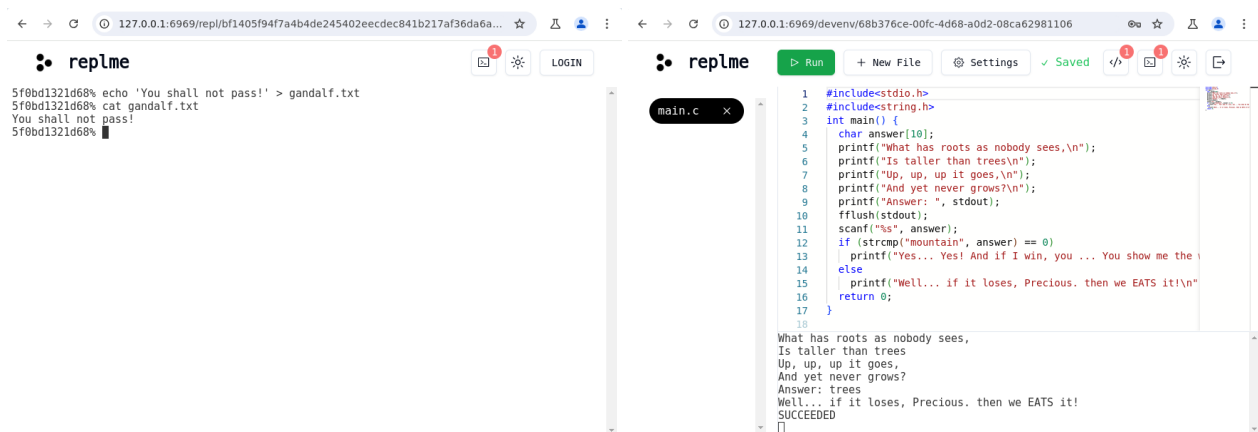 127.0.0.1:6969/repl/bf1405f94f7a4b4de245402eecdec841b217af36da6a...
replme
1
LOGIN
5f0bd1321d68% echo 'You shall not pass!' > gandalf.txt
5f0bd1321d68% cat gandalf.txt
You shall not pass!
5f0bd1321d68%
127.0.0.1:6969/devenv/68b376ce-00fc-4d68-a0d2-08ca62981106
replme
Run
+ New File
Settings
✓ Saved
</> 1
1
main.c ×
1 #include<stdio.h>
2 #include<string.h>
3 int main() {
4 char answer[10];
5 printf("What has roots as nobody sees,\n");
6 printf("Is taller than trees\n");
7 printf("Up, up, up it goes,\n");
8 printf("And yet never grows?\n");
9 printf("Answer: ", stdout);
10 fflush(stdout);
11 scanf("%s", answer);
12 if (strcmp("mountain", answer) == 0)
13 printf("Yes... Yes! And if I win, you ... You show me the
14 else
15 printf("Well... if it loses, Precious. then we EATS it!\n"
16 return 0;
17 }
18
What has roots as nobody sees,
Is taller than trees
Up, up, up it goes,
And yet never grows?
Answer: trees
Well... if it loses, Precious. then we EATS it!
SUCCEEDED